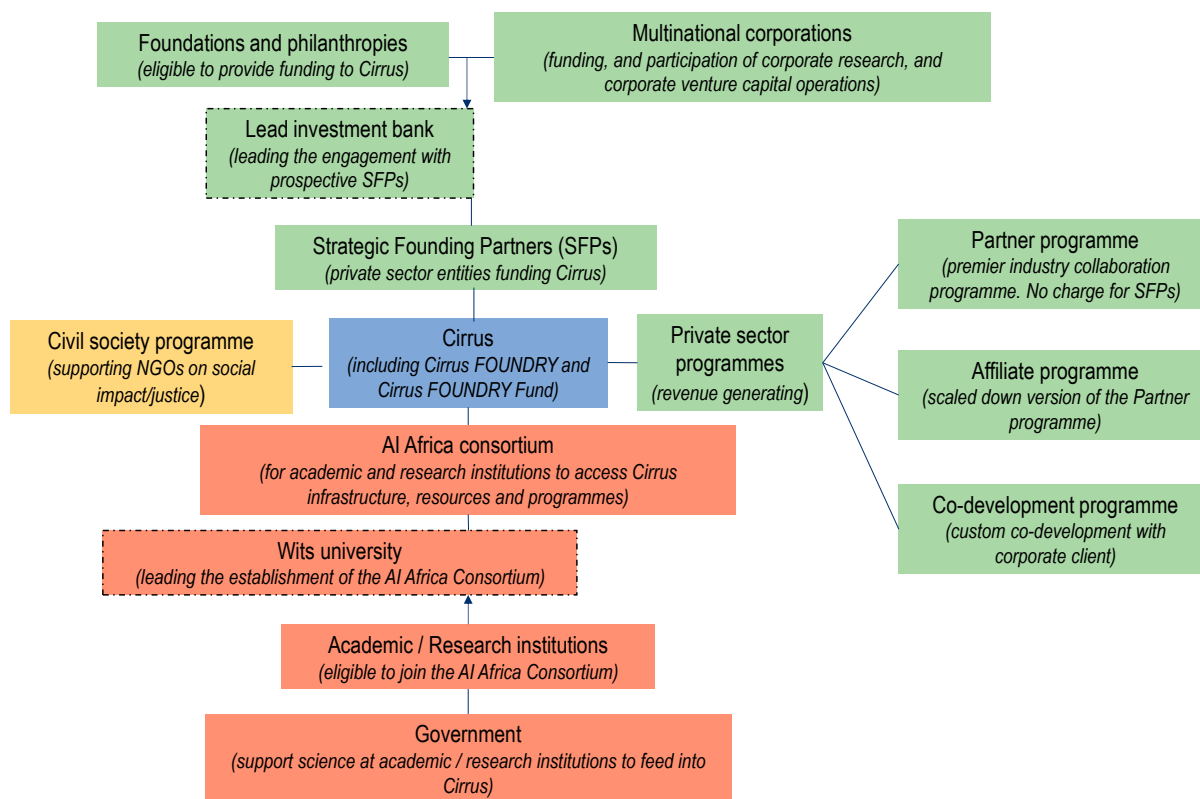 Foundations and philanthropies
(eligible to provide funding to Cirrus)
Multinational corporations
(funding, and participation of corporate research, and
corporate venture capital operations)
Lead investment bank
(leading the engagement with
prospective SFPs)
Strategic Founding Partners (SFPs)
(private sector entities funding Cirrus)
Partner programme
(premier industry collaboration
programme. No charge for SFPs)
Civil society programme
(supporting NGOs on social
impact/justice)
Cirrus
(including Cirrus FOUNDRY and
Cirrus FOUNDRY Fund)
Private sector
programmes
(revenue generating)
Affiliate programme
(scaled down version of the Partner
programme)
AI Africa consortium
(for academic and research institutions to access Cirrus
infrastructure, resources and programmes)
Co-development programme
(custom co-development with
corporate client)
Wits university
(leading the establishment of the AI Africa Consortium)
Academic / Research institutions
(eligible to join the AI Africa Consortium)
Government
(support science at academic / research institutions to feed into
Cirrus)